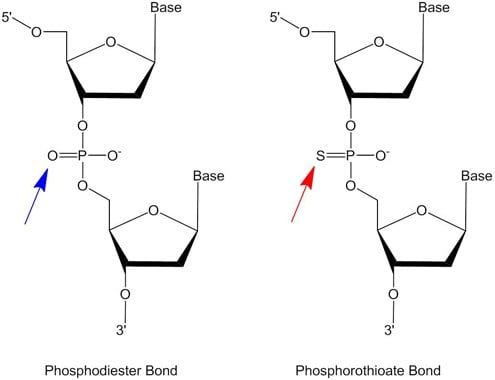 5' O Base
O
O
O=P-O-
O Base
O
O
3'
Phosphodiester Bond
5' O Base
O
O
S=P-O-
O Base
O
O
3'
Phosphorothioate Bond